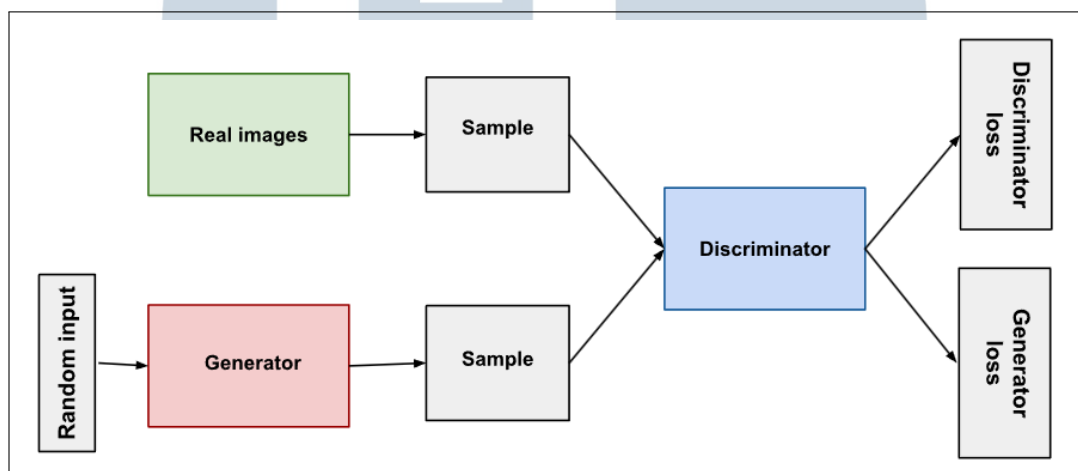 Real images
Sample
Discriminator
loss
Discriminator
Random input
Generator
Sample
Generator
loss